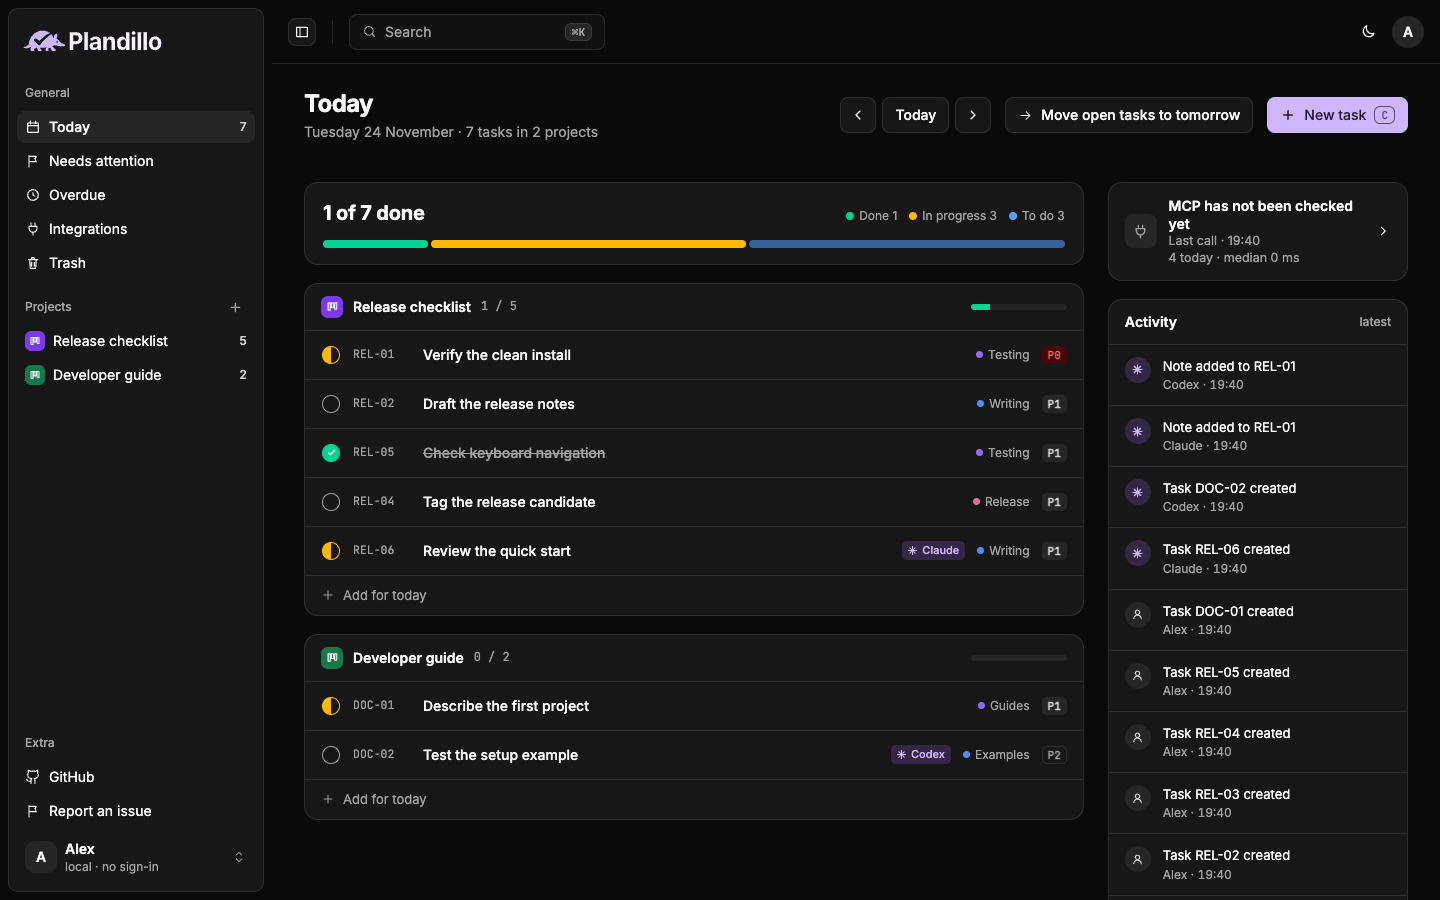 Plandillo
General
Today 7
Needs attention
Overdue
Integrations
Trash
Projects
Release checklist 5
Developer guide 2
Extra
GitHub
Report an issue
A
Alex
local · no sign-in
Search ⌘K
A
Today
Tuesday 24 November · 7 tasks in 2 projects
Today
Move open tasks to tomorrow
New task C
1 of 7 done
Done 1 In progress 3 To do 3
Release checklist 1 / 5
REL-01 Verify the clean install Testing P0
REL-02 Draft the release notes Writing P1
REL-05 Check keyboard navigation Testing P1
REL-04 Tag the release candidate Release P1
REL-06 Review the quick start Claude Writing P1
Add for today
Developer guide 0 / 2
DOC-01 Describe the first project Guides P1
DOC-02 Test the setup example Codex Examples P2
Add for today
MCP has not been checked
yet
Last call · 19:40
4 today · median 0 ms
Activity latest
Note added to REL-01
Codex · 19:40
Note added to REL-01
Claude · 19:40
Task DOC-02 created
Codex · 19:40
Task REL-06 created
Claude · 19:40
Task DOC-01 created
Alex · 19:40
Task REL-05 created
Alex · 19:40
Task REL-04 created
Alex · 19:40
Task REL-03 created
Alex · 19:40
Task REL-02 created
Alex · 19:40